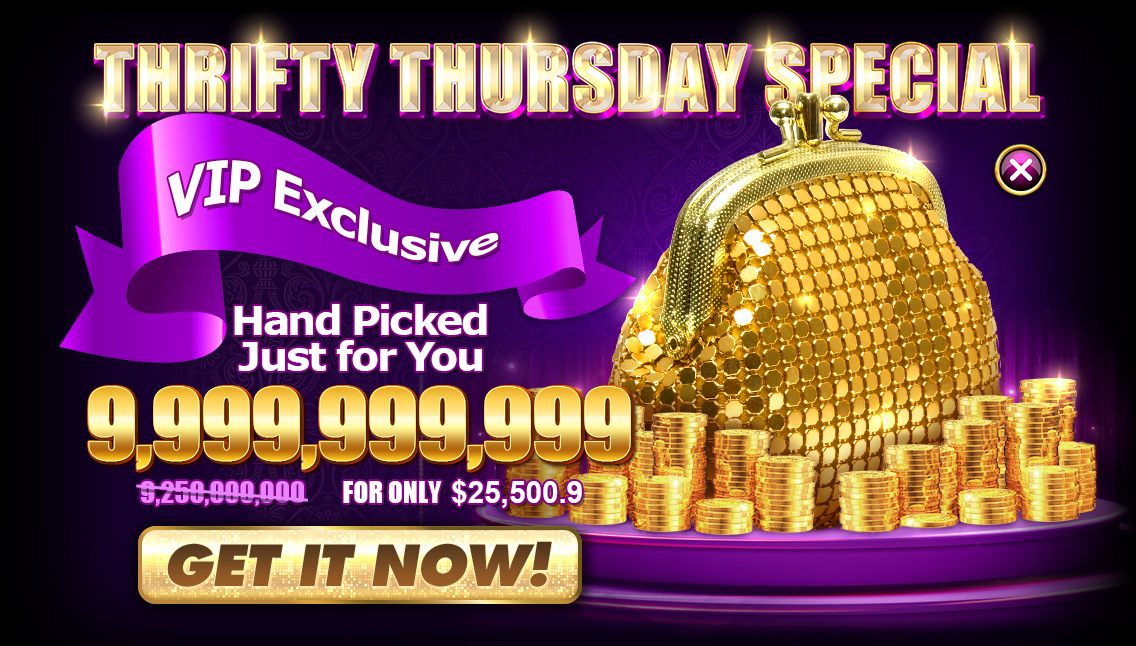 THRIFTY THURSDAY SPECIAL
VIP Exclusive
Hand Picked
Just for You
9,999,999,999
9,250,000,000 FOR ONLY $25,500.9
GET IT NOW!